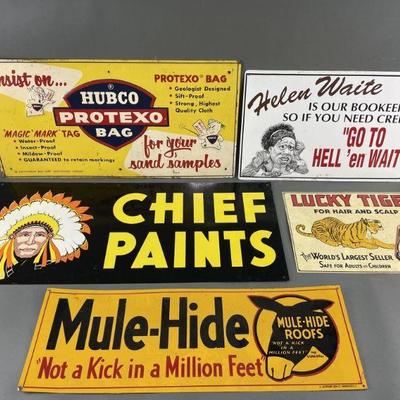 Insist on...
HUBCO
PROTEXO
BAG
PROTEXO BAG
• Geologist Designed
• Sift-Proof
• Strong, Highest
Quality Cloth
"MAGIC MARK" TAG
• Water-Proof
• Insect-Proof
• Mildew-Proof
• GUARANTEED to retain markings
for your
sand samples
Helen Waite
IS OUR BOOKEE
SO IF YOU NEED CRE
"GO TO
HELL 'en WAIT
CHIEF
PAINTS
LUCKY TIGE
FOR HAIR AND SCALP
THE WORLD'S LARGEST SELLER
SAFE FOR ADULTS OR CHILDREN
Mule-Hide
"Not a Kick in a Million Feet"
MULE-HIDE
ROOFS
"NOT A KICK
IN A
MILLION FEET"